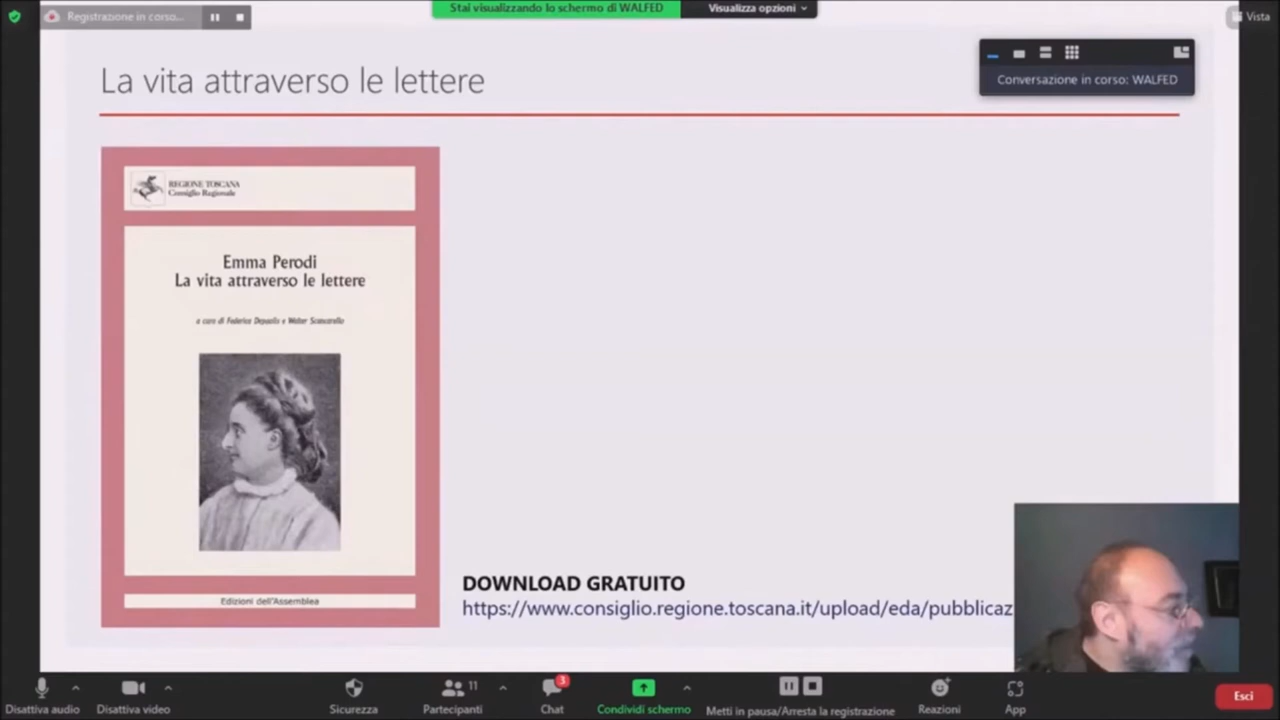 Registrazione in corso...
Stai visualizzando lo schermo di WALFED
Visualizza opzioni
Vista
Conversazione in corso: WALFED
La vita attraverso le lettere
REGIONE TOSCANA
Consiglio Regionale
Emma Perodi
La vita attraverso le lettere
a cura di Federica Depaolis e Walter Scancarello
Edizioni dell'Assemblea
DOWNLOAD GRATUITO
https://www.consiglio.regione.toscana.it/upload/eda/pubblicaz
Disattiva audio
Disattiva video
Sicurezza
Partecipanti
11
Chat
3
Condividi schermo
Metti in pausa/Arresta la registrazione
Reazioni
App
Esci